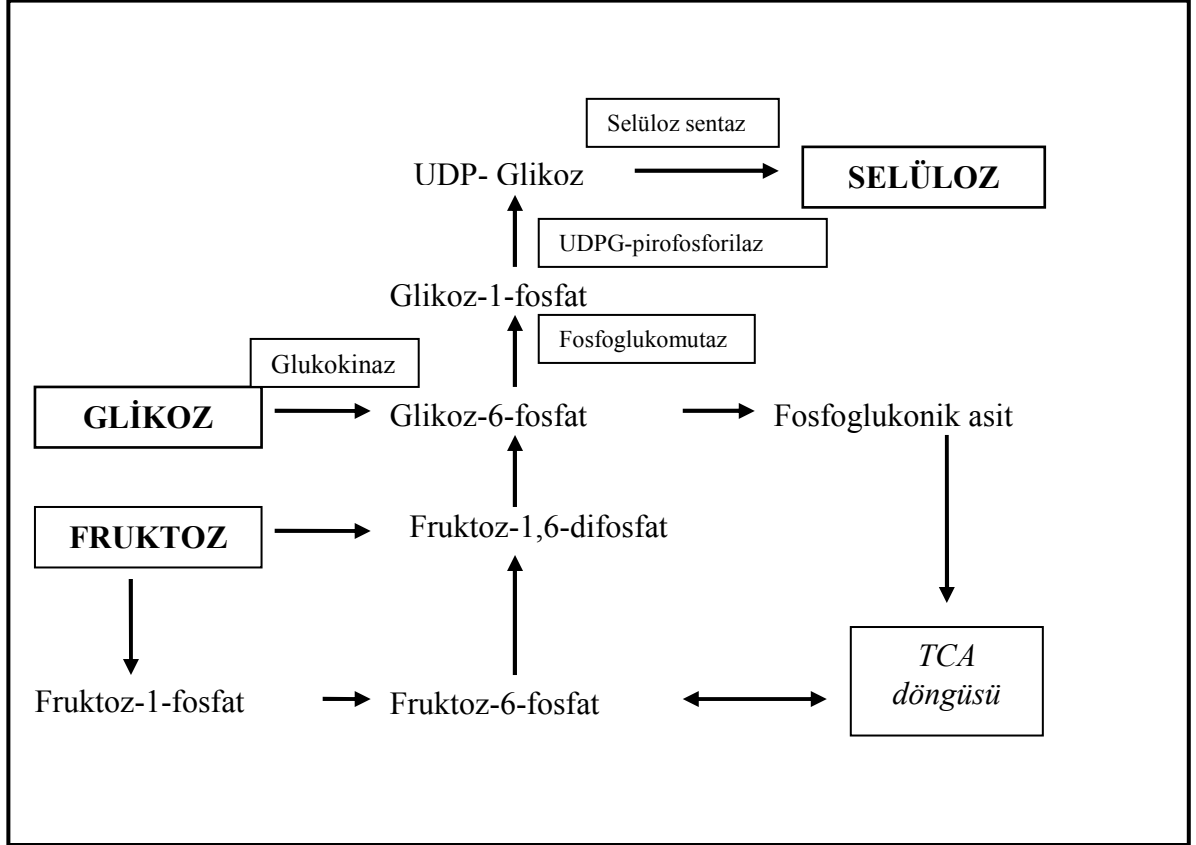 Selüloz sentaz
UDP- Glikoz
SELÜLOZ
UDPG-pirofosforilaz
Glikoz-1-fosfat
Fosfoglukomutaz
Glukokinaz
GLİKOZ
Glikoz-6-fosfat
Fosfoglukonik asit
FRUKTOZ
Fruktoz-1,6-difosfat
TCA
döngüsü
Fruktoz-1-fosfat
Fruktoz-6-fosfat